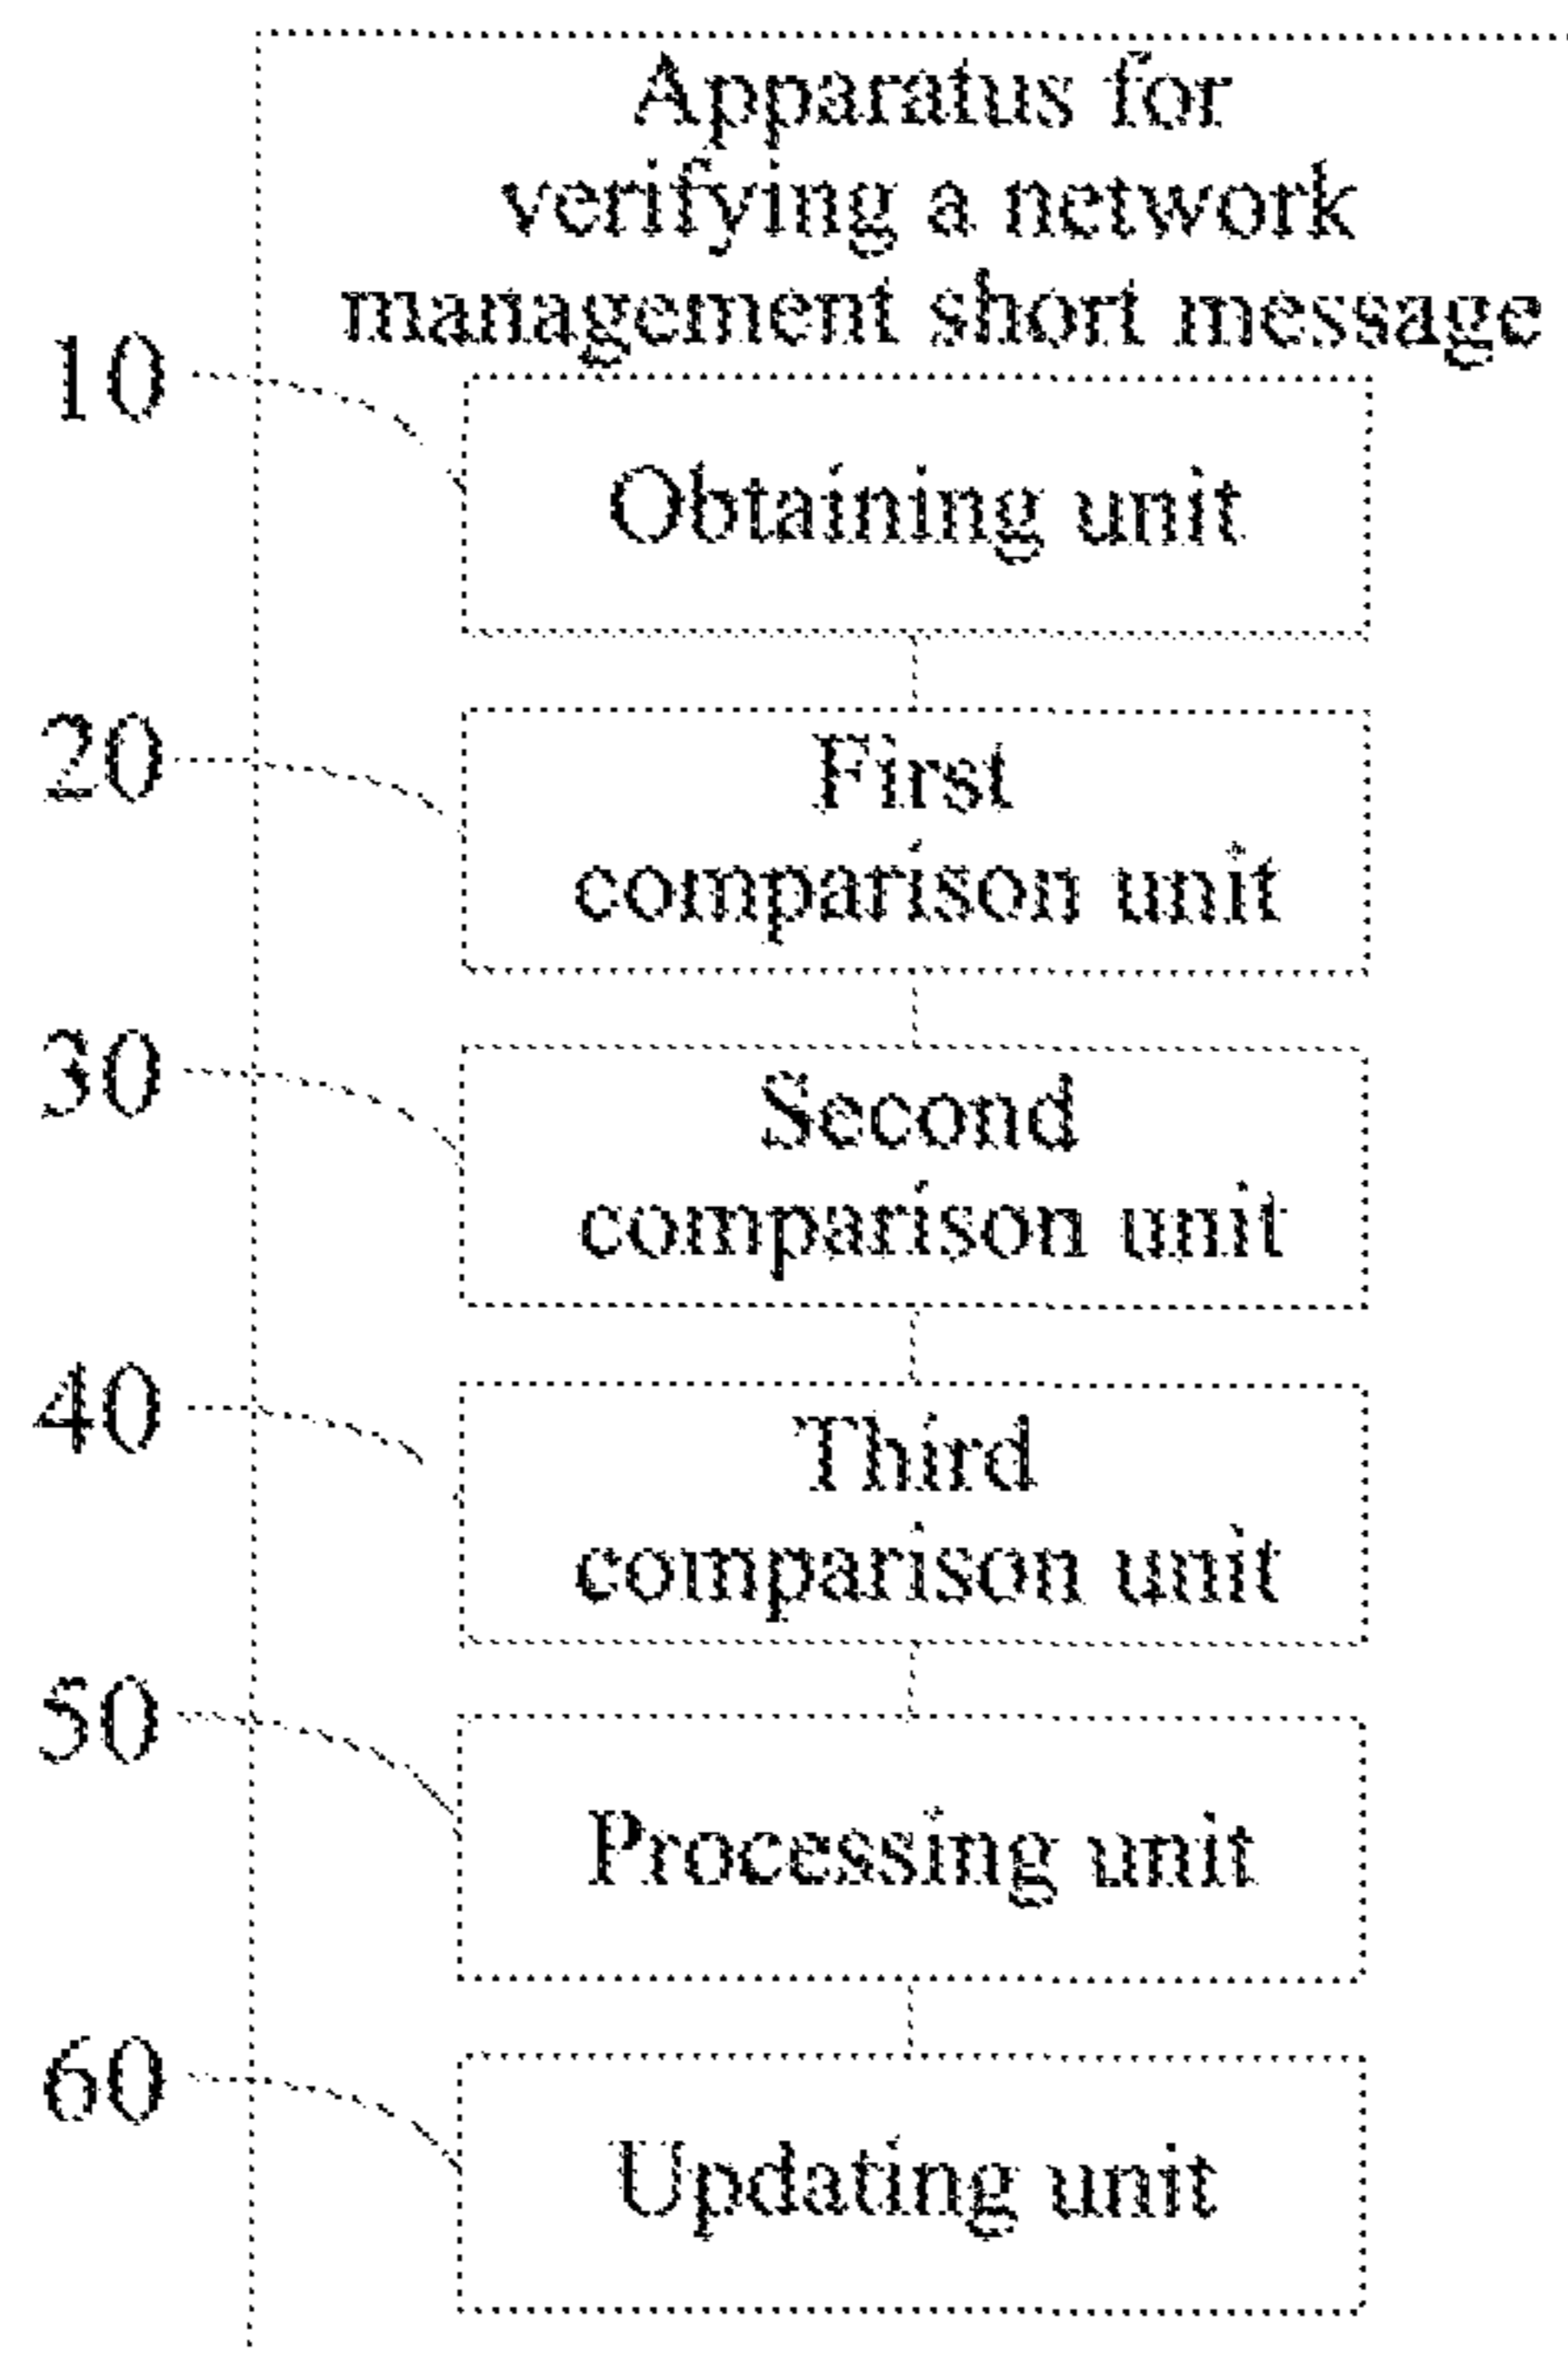 Apparatus for
verifying a network
management short message
10
Obtaining unit
20
First
comparison unit
30
Second
comparison unit
40
Third
comparison unit
50
Processing unit
60
Updating unit